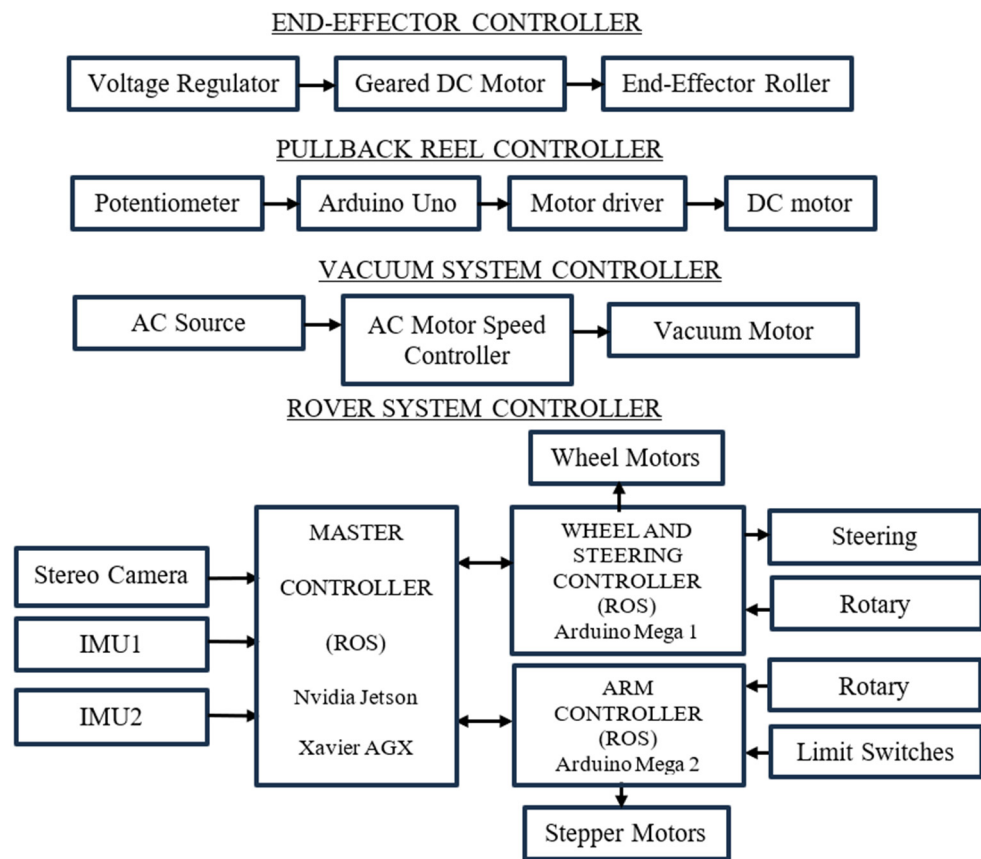 END-EFFECTOR CONTROLLER
Voltage Regulator
Geared DC Motor
End-Effector Roller
PULLBACK REEL CONTROLLER
Potentiometer
Arduino Uno
Motor driver
DC motor
VACUUM SYSTEM CONTROLLER
AC Source
AC Motor Speed
Controller
Vacuum Motor
ROVER SYSTEM CONTROLLER
Wheel Motors
Stereo Camera
IMU1
IMU2
MASTER
CONTROLLER
(ROS)
Nvidia Jetson
Xavier AGX
WHEEL AND
STEERING
CONTROLLER
(ROS)
Arduino Mega 1
Steering
Rotary
ARM
CONTROLLER
(ROS)
Arduino Mega 2
Rotary
Limit Switches
Stepper Motors